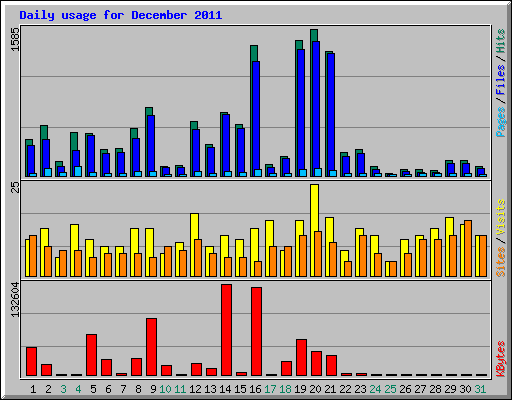 Daily usage for December 2011
1585
Pages / Files / Hits
25
Sites / Visits
132604
KBytes
1 2 3 4 5 6 7 8 9 10 11 12 13 14 15 16 17 18 19 20 21 22 23 24 25 26 27 28 29 30 31